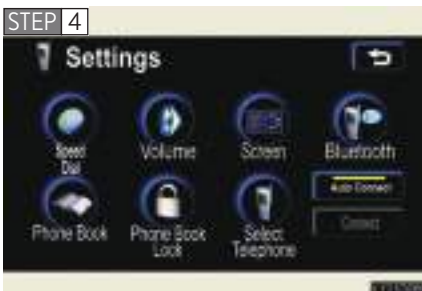 STEP 4
Settings
Speed
Dial
Volume
Screen
Bluetooth
Auto Connect
Phone Book
Phone Book
Lock
Select
Telephone
Connect